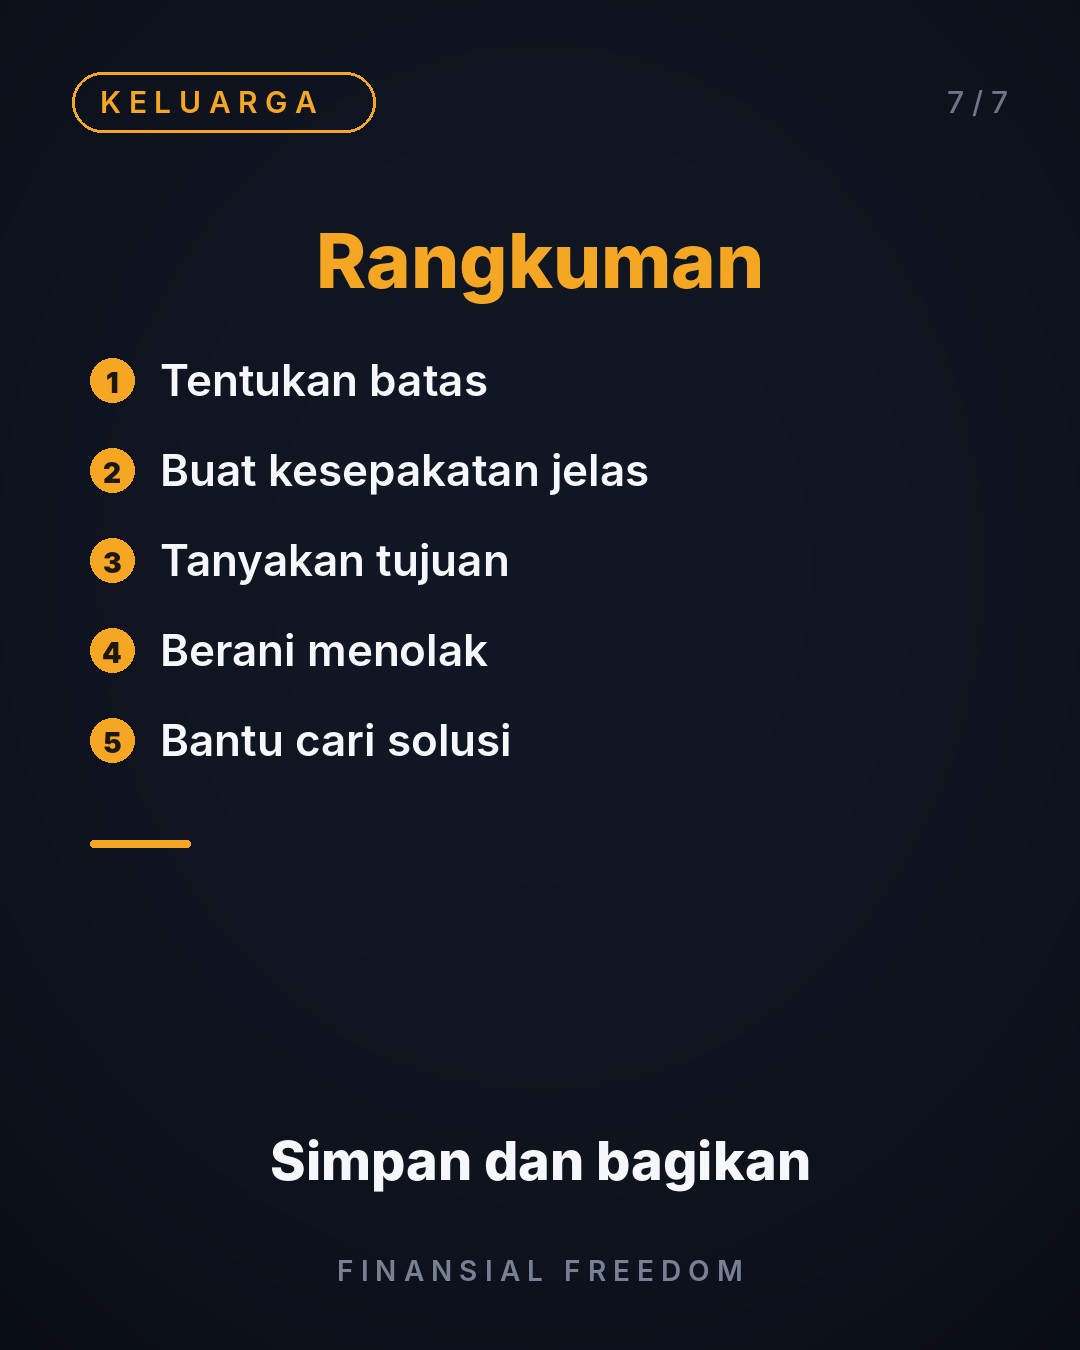 KELUARGA
7 / 7
Rangkuman
1 Tentukan batas
2 Buat kesepakatan jelas
3 Tanyakan tujuan
4 Berani menolak
5 Bantu cari solusi
Simpan dan bagikan
FINANSIAL FREEDOM